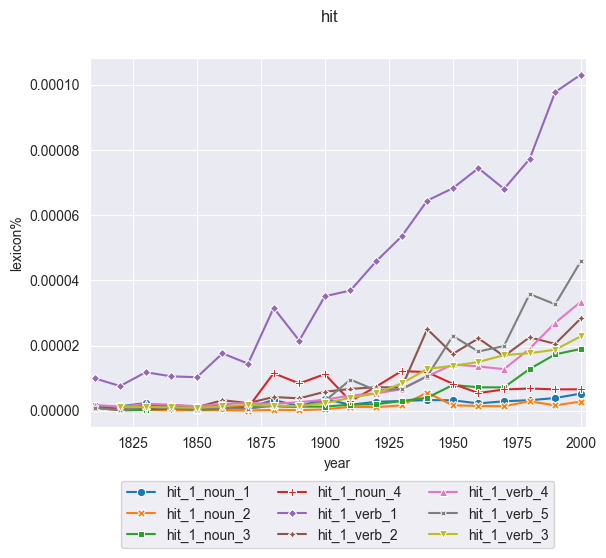 hit
0.00010
0.00008
0.00006
0.00004
0.00002
0.00000
lexicon%
1825 1850 1875 1900 1925 1950 1975 2000
year
hit_1_noun_1 hit_1_noun_4 hit_1_verb_4
hit_1_noun_2 hit_1_verb_1 hit_1_verb_5
hit_1_noun_3 hit_1_verb_2 hit_1_verb_3